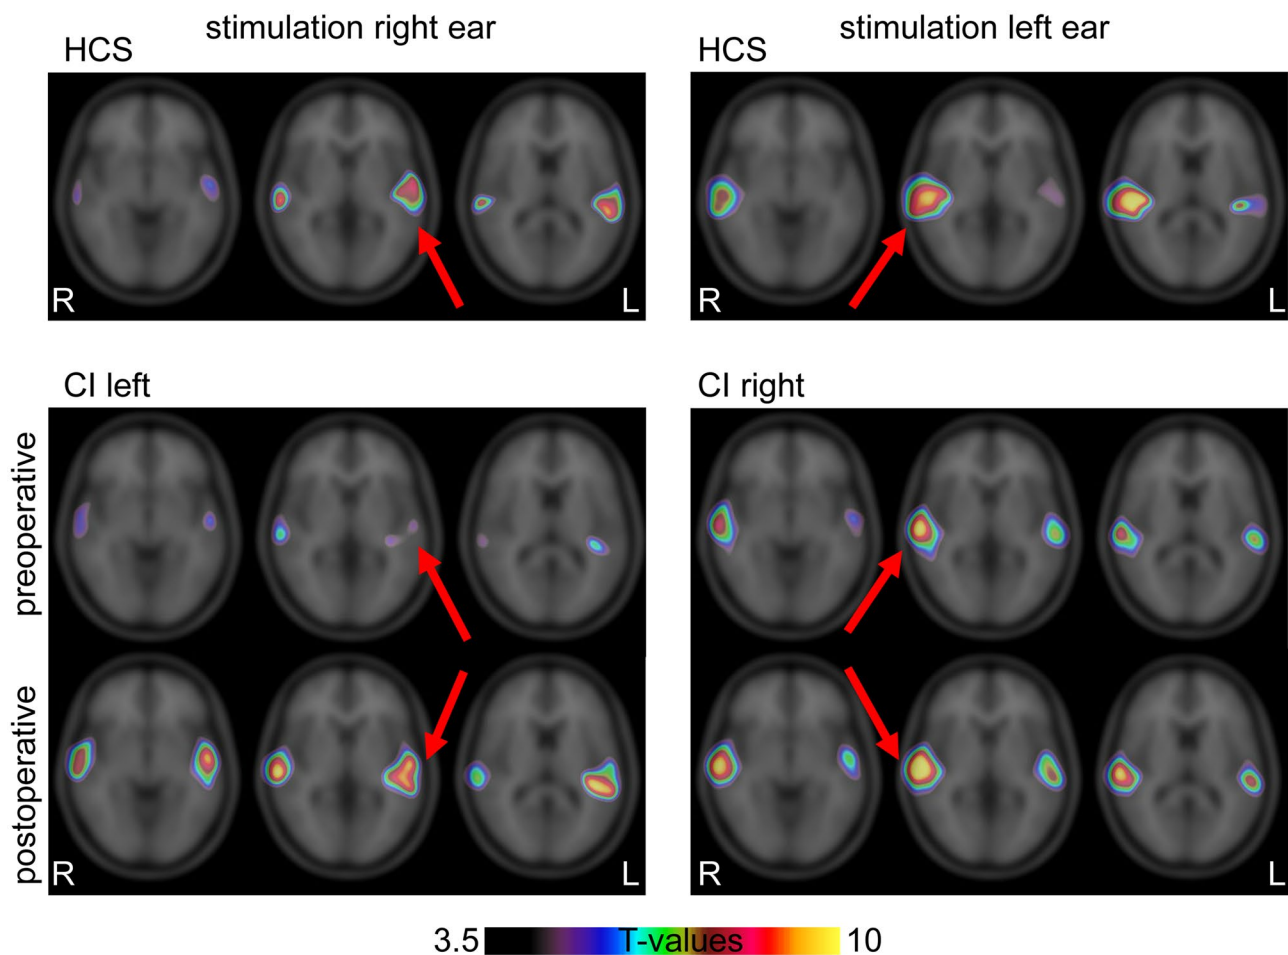 stimulation right ear
stimulation left ear
HCS
HCS
R
L
R
L
CI left
CI right
preoperative
postoperative
R
L
R
L
3.5
T-values
10